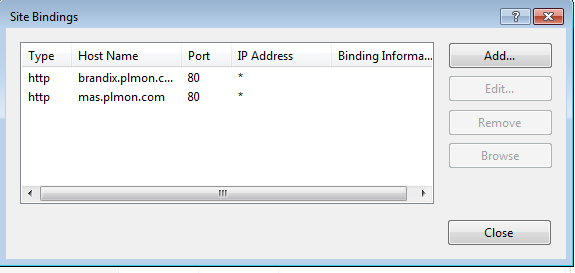 Site Bindings
Type Host Name Port IP Address Binding Informa...
http brandix.plmon.c... 80 *
http mas.plmon.com 80 *
Add...
Edit...
Remove
Browse
Close